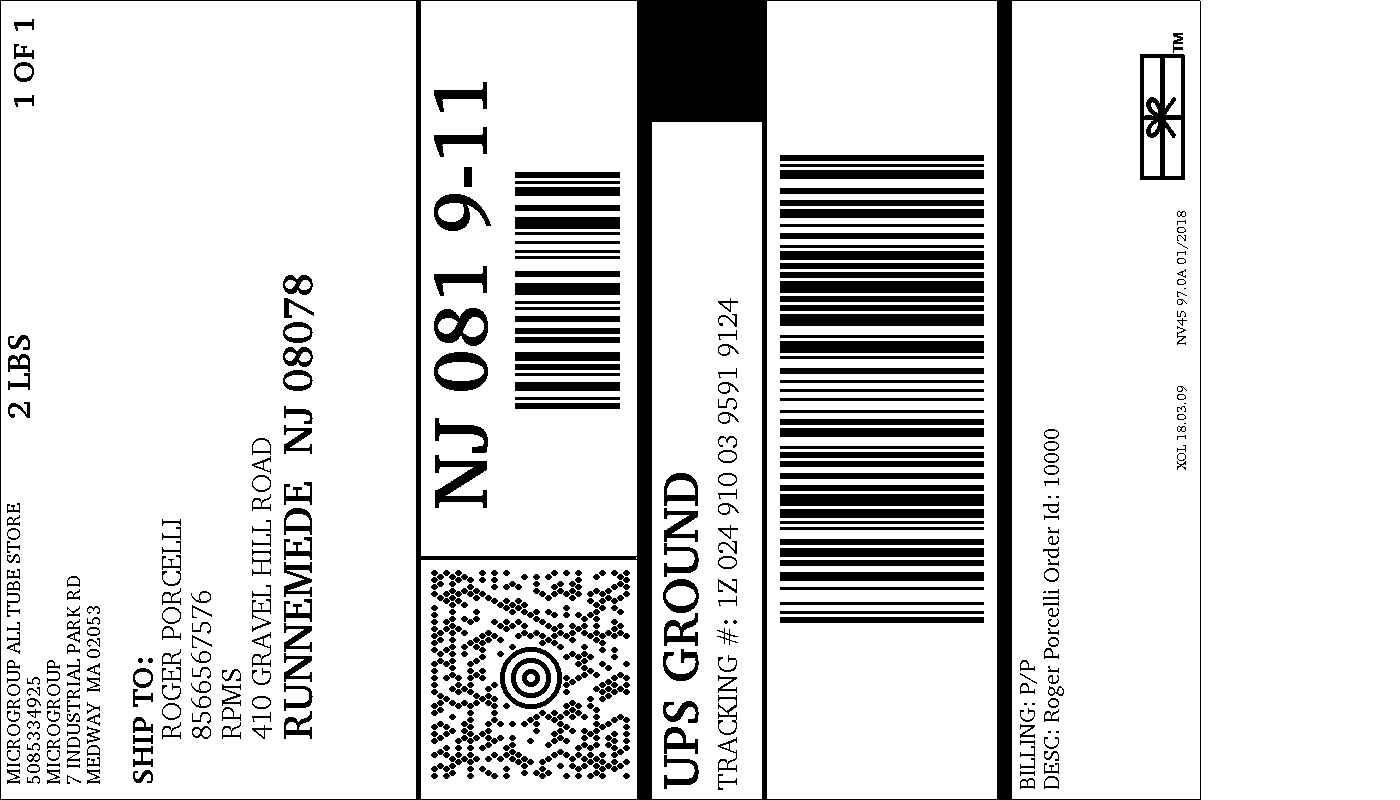 MICROGROUP ALL TUBE STORE
5085334925
MICROGROUP
7 INDUSTRIAL PARK RD
MEDWAY MA 02053
2 LBS
1 OF 1
SHIP TO:
ROGER PORCELLI
8566567576
RPMS
410 GRAVEL HILL ROAD
RUNNEMEDE NJ 08078
NJ 081 9-11
UPS GROUND
TRACKING #: 1Z 024 910 03 9591 9124
BILLING: P/P
DESC: Roger Porcelli Order Id: 10000
XOL 18.03.09 NV45 97.0A 01/2018
TM